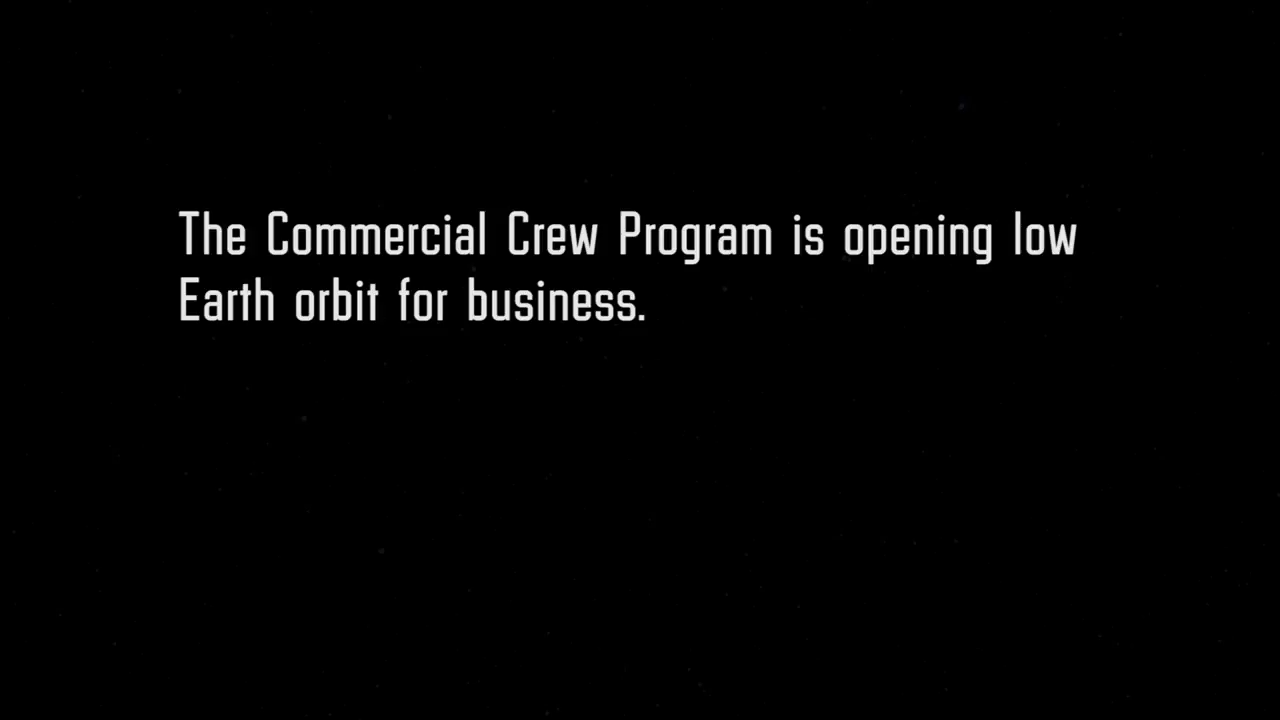 The Commercial Crew Program is opening low
Earth orbit for business.